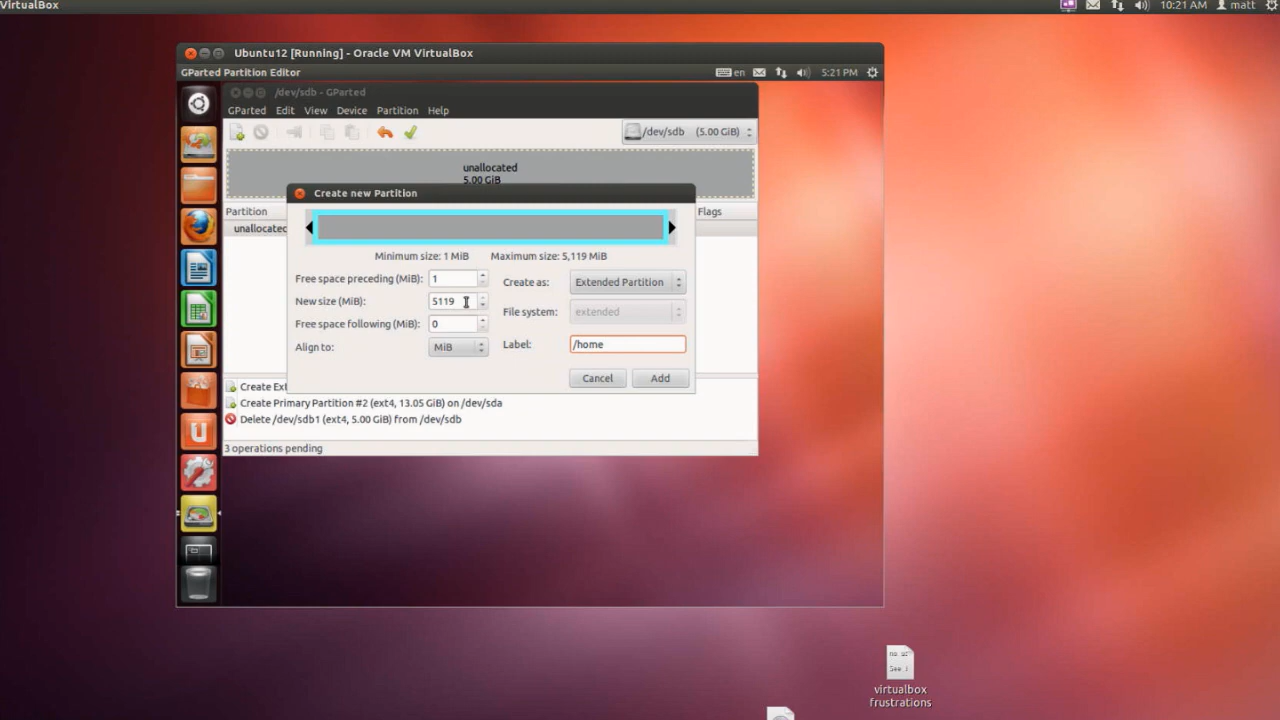 VirtualBox
10:21 AM matt
Ubuntu12 [Running] - Oracle VM VirtualBox
GParted Partition Editor
en 5:21 PM
/dev/sdb - GParted
GParted Edit View Device Partition Help
/dev/sdb (5.00 GiB)
unallocated
5.00 GiB
Create new Partition
Partition
Flags
unallocated
Minimum size: 1 MiB Maximum size: 5,119 MiB
Free space preceding (MiB): 1
Create as: Extended Partition
New size (MiB): 5119
File system: extended
Free space following (MiB): 0
Align to: MiB
Label: /home
Cancel Add
Create Ext
Create Primary Partition #2 (ext4, 13.05 GiB) on /dev/sda
Delete /dev/sdb1 (ext4, 5.00 GiB) from /dev/sdb
3 operations pending
virtualbox
frustrations